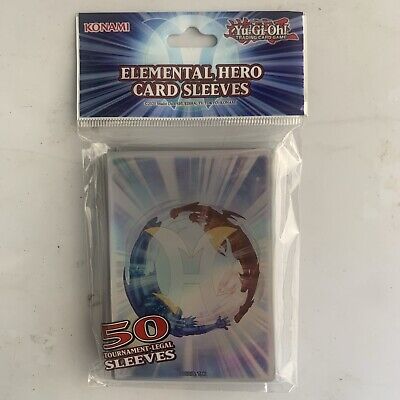 KONAMI
Yu-Gi-Oh!
TRADING CARD GAME
ELEMENTAL HERO
CARD SLEEVES
50
TOURNAMENT-LEGAL
SLEEVES